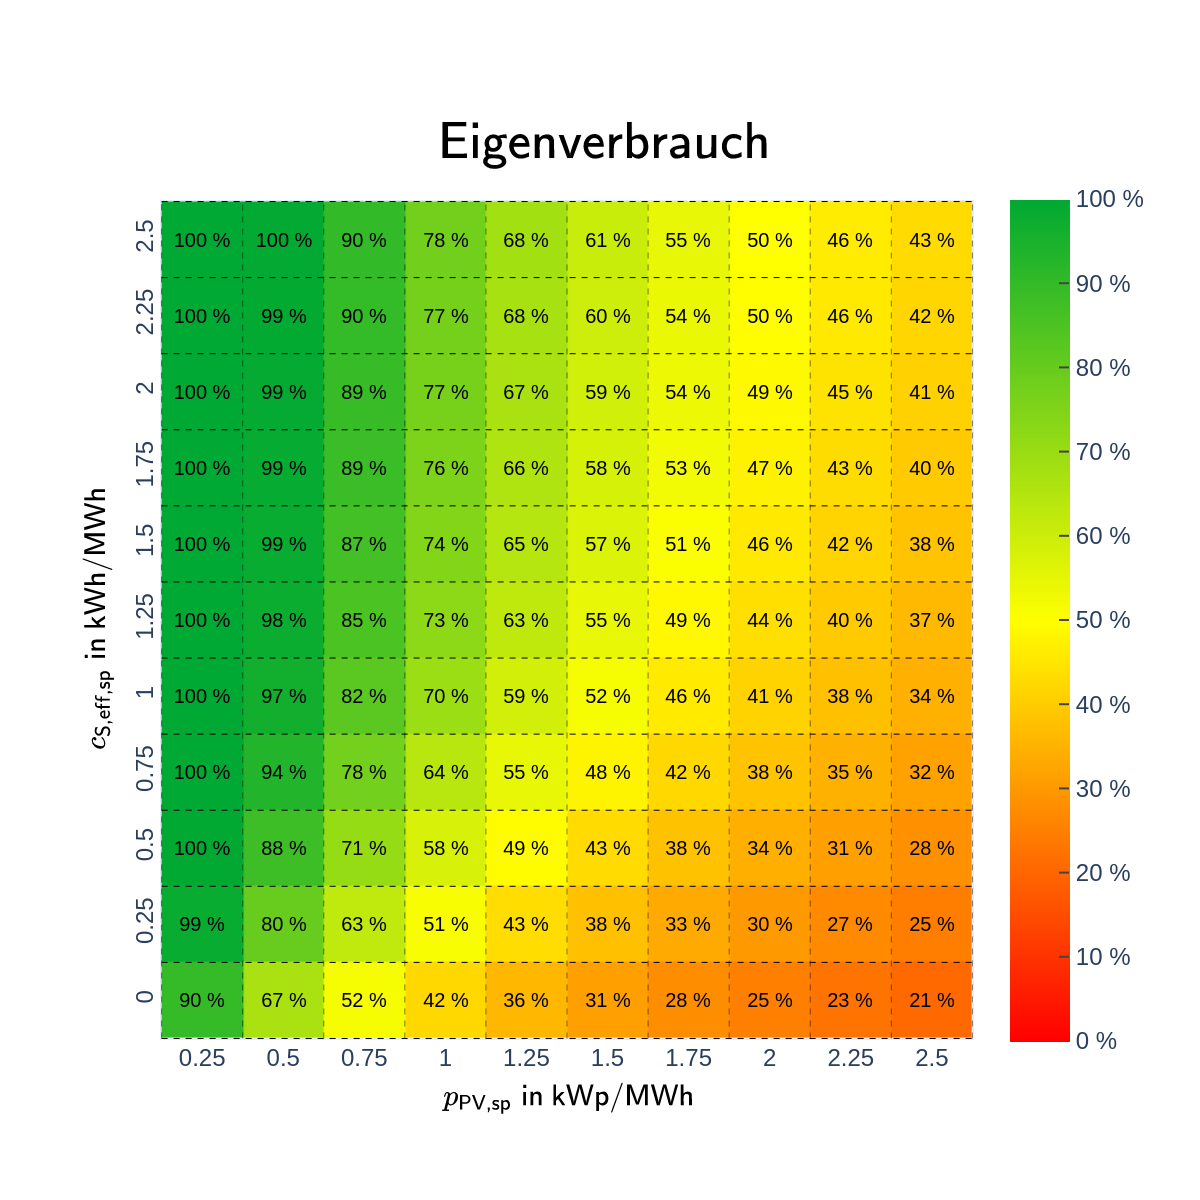 Eigenverbrauch
2.5 100 % 100 % 90 % 78 % 68 % 61 % 55 % 50 % 46 % 43 %
2.25 100 % 99 % 90 % 77 % 68 % 60 % 54 % 50 % 46 % 42 %
2 100 % 99 % 89 % 77 % 67 % 59 % 54 % 49 % 45 % 41 %
1.75 100 % 99 % 89 % 76 % 66 % 58 % 53 % 47 % 43 % 40 %
1.5 100 % 99 % 87 % 74 % 65 % 57 % 51 % 46 % 42 % 38 %
1.25 100 % 98 % 85 % 73 % 63 % 55 % 49 % 44 % 40 % 37 %
1 100 % 97 % 82 % 70 % 59 % 52 % 46 % 41 % 38 % 34 %
0.75 100 % 94 % 78 % 64 % 55 % 48 % 42 % 38 % 35 % 32 %
0.5 100 % 88 % 71 % 58 % 49 % 43 % 38 % 34 % 31 % 28 %
0.25 99 % 80 % 63 % 51 % 43 % 38 % 33 % 30 % 27 % 25 %
0 90 % 67 % 52 % 42 % 36 % 31 % 28 % 25 % 23 % 21 %
0.25 0.5 0.75 1 1.25 1.5 1.75 2 2.25 2.5
p PV,sp in kWp/MWh
c S,eff,sp in kWh/MWh
100 %
90 %
80 %
70 %
60 %
50 %
40 %
30 %
20 %
10 %
0 %